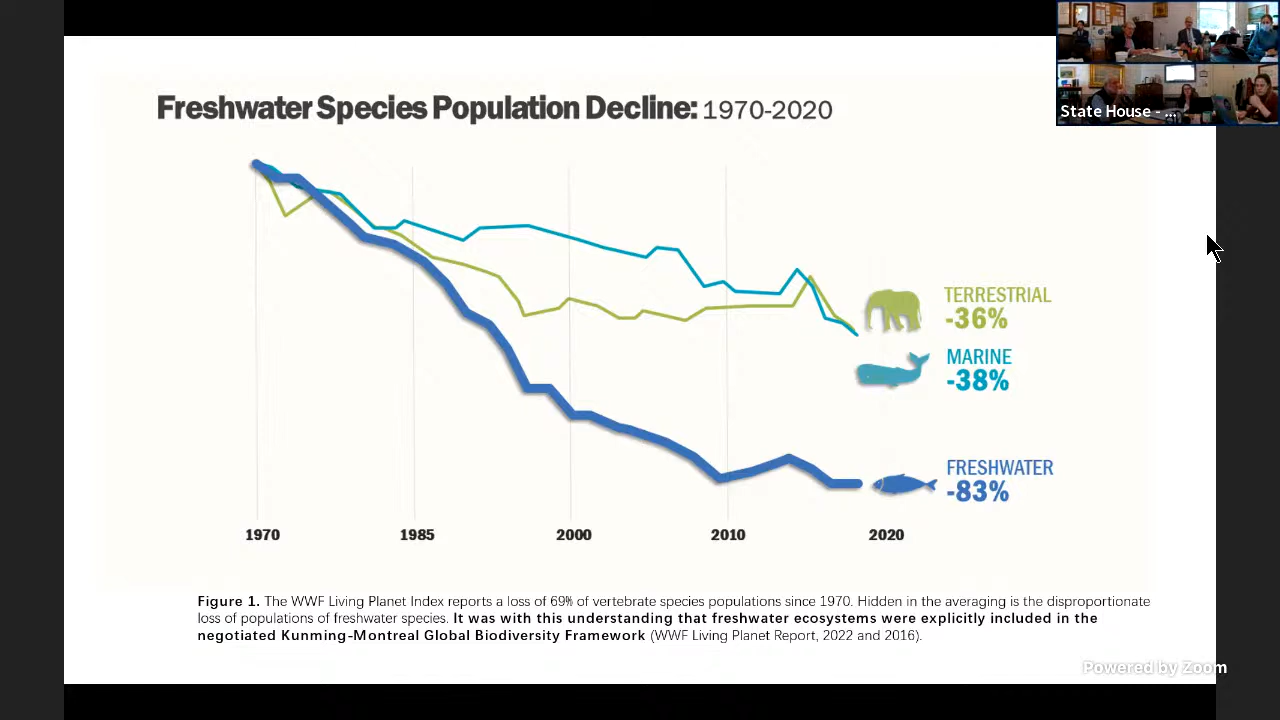 State House - ...
Freshwater Species Population Decline: 1970-2020
TERRESTRIAL
-36%
MARINE
-38%
FRESHWATER
-83%
1970
1985
2000
2010
2020
Figure 1. The WWF Living Planet Index reports a loss of 69% of vertebrate species populations since 1970. Hidden in the averaging is the disproportionate
loss of populations of freshwater species. It was with this understanding that freshwater ecosystems were explicitly included in the
negotiated Kunming-Montreal Global Biodiversity Framework (WWF Living Planet Report, 2022 and 2016).
Powered by Zoom